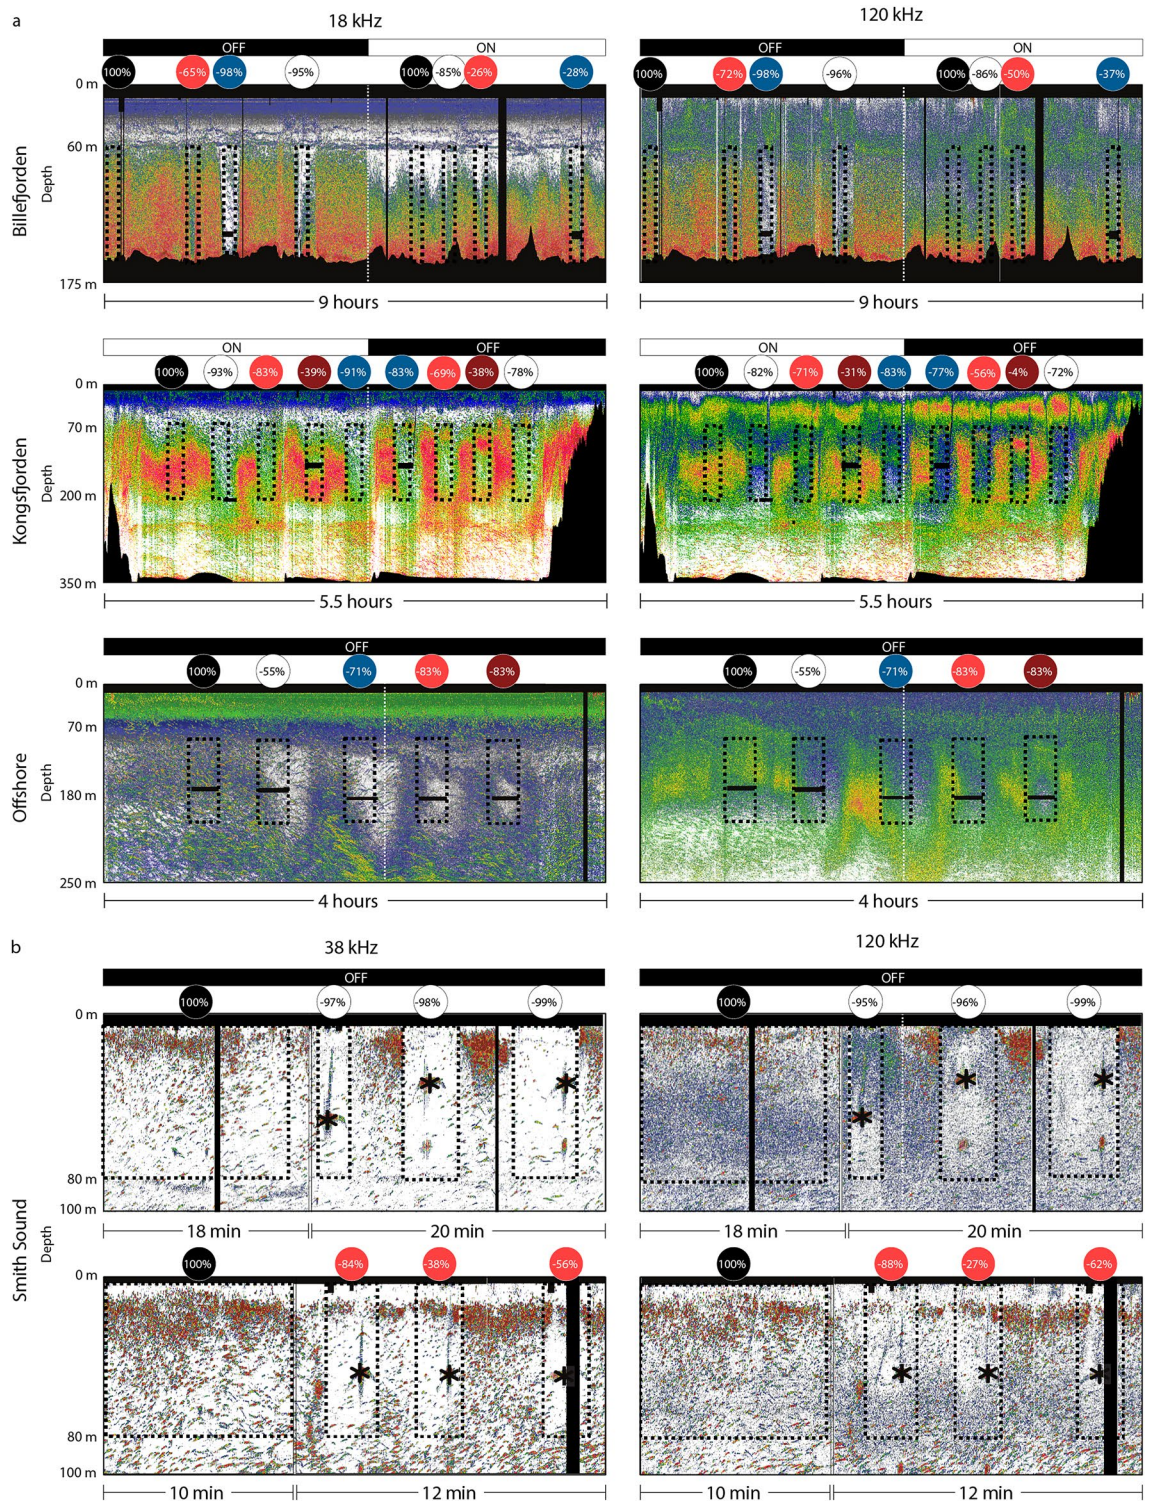 a
18 kHz
120 kHz
OFF ON
OFF ON
100% -65% -98% -95% 100% -85% -26% -28%
100% -72% -98% -96% 100% -86% -50% -37%
0 m
60 m
175 m
Depth
Billefjorden
9 hours
9 hours
ON OFF
ON OFF
100% -93% -83% -39% -91% -83% -69% -38% -78%
100% -82% -71% -31% -83% -77% -56% -4% -72%
0 m
70 m
200 m
350 m
Depth
Kongsfjorden
5.5 hours
5.5 hours
OFF
OFF
100% -55% -71% -83% -83%
100% -55% -71% -83% -83%
0 m
70 m
180 m
250 m
Depth
Offshore
4 hours
4 hours
b
38 kHz
120 kHz
OFF
OFF
100% -97% -98% -99%
100% -95% -96% -99%
0 m
80 m
100 m
18 min 20 min
18 min 20 min
Smith Sound
Depth
100% -84% -38% -56%
100% -88% -27% -62%
0 m
80 m
100 m
10 min 12 min
10 min 12 min